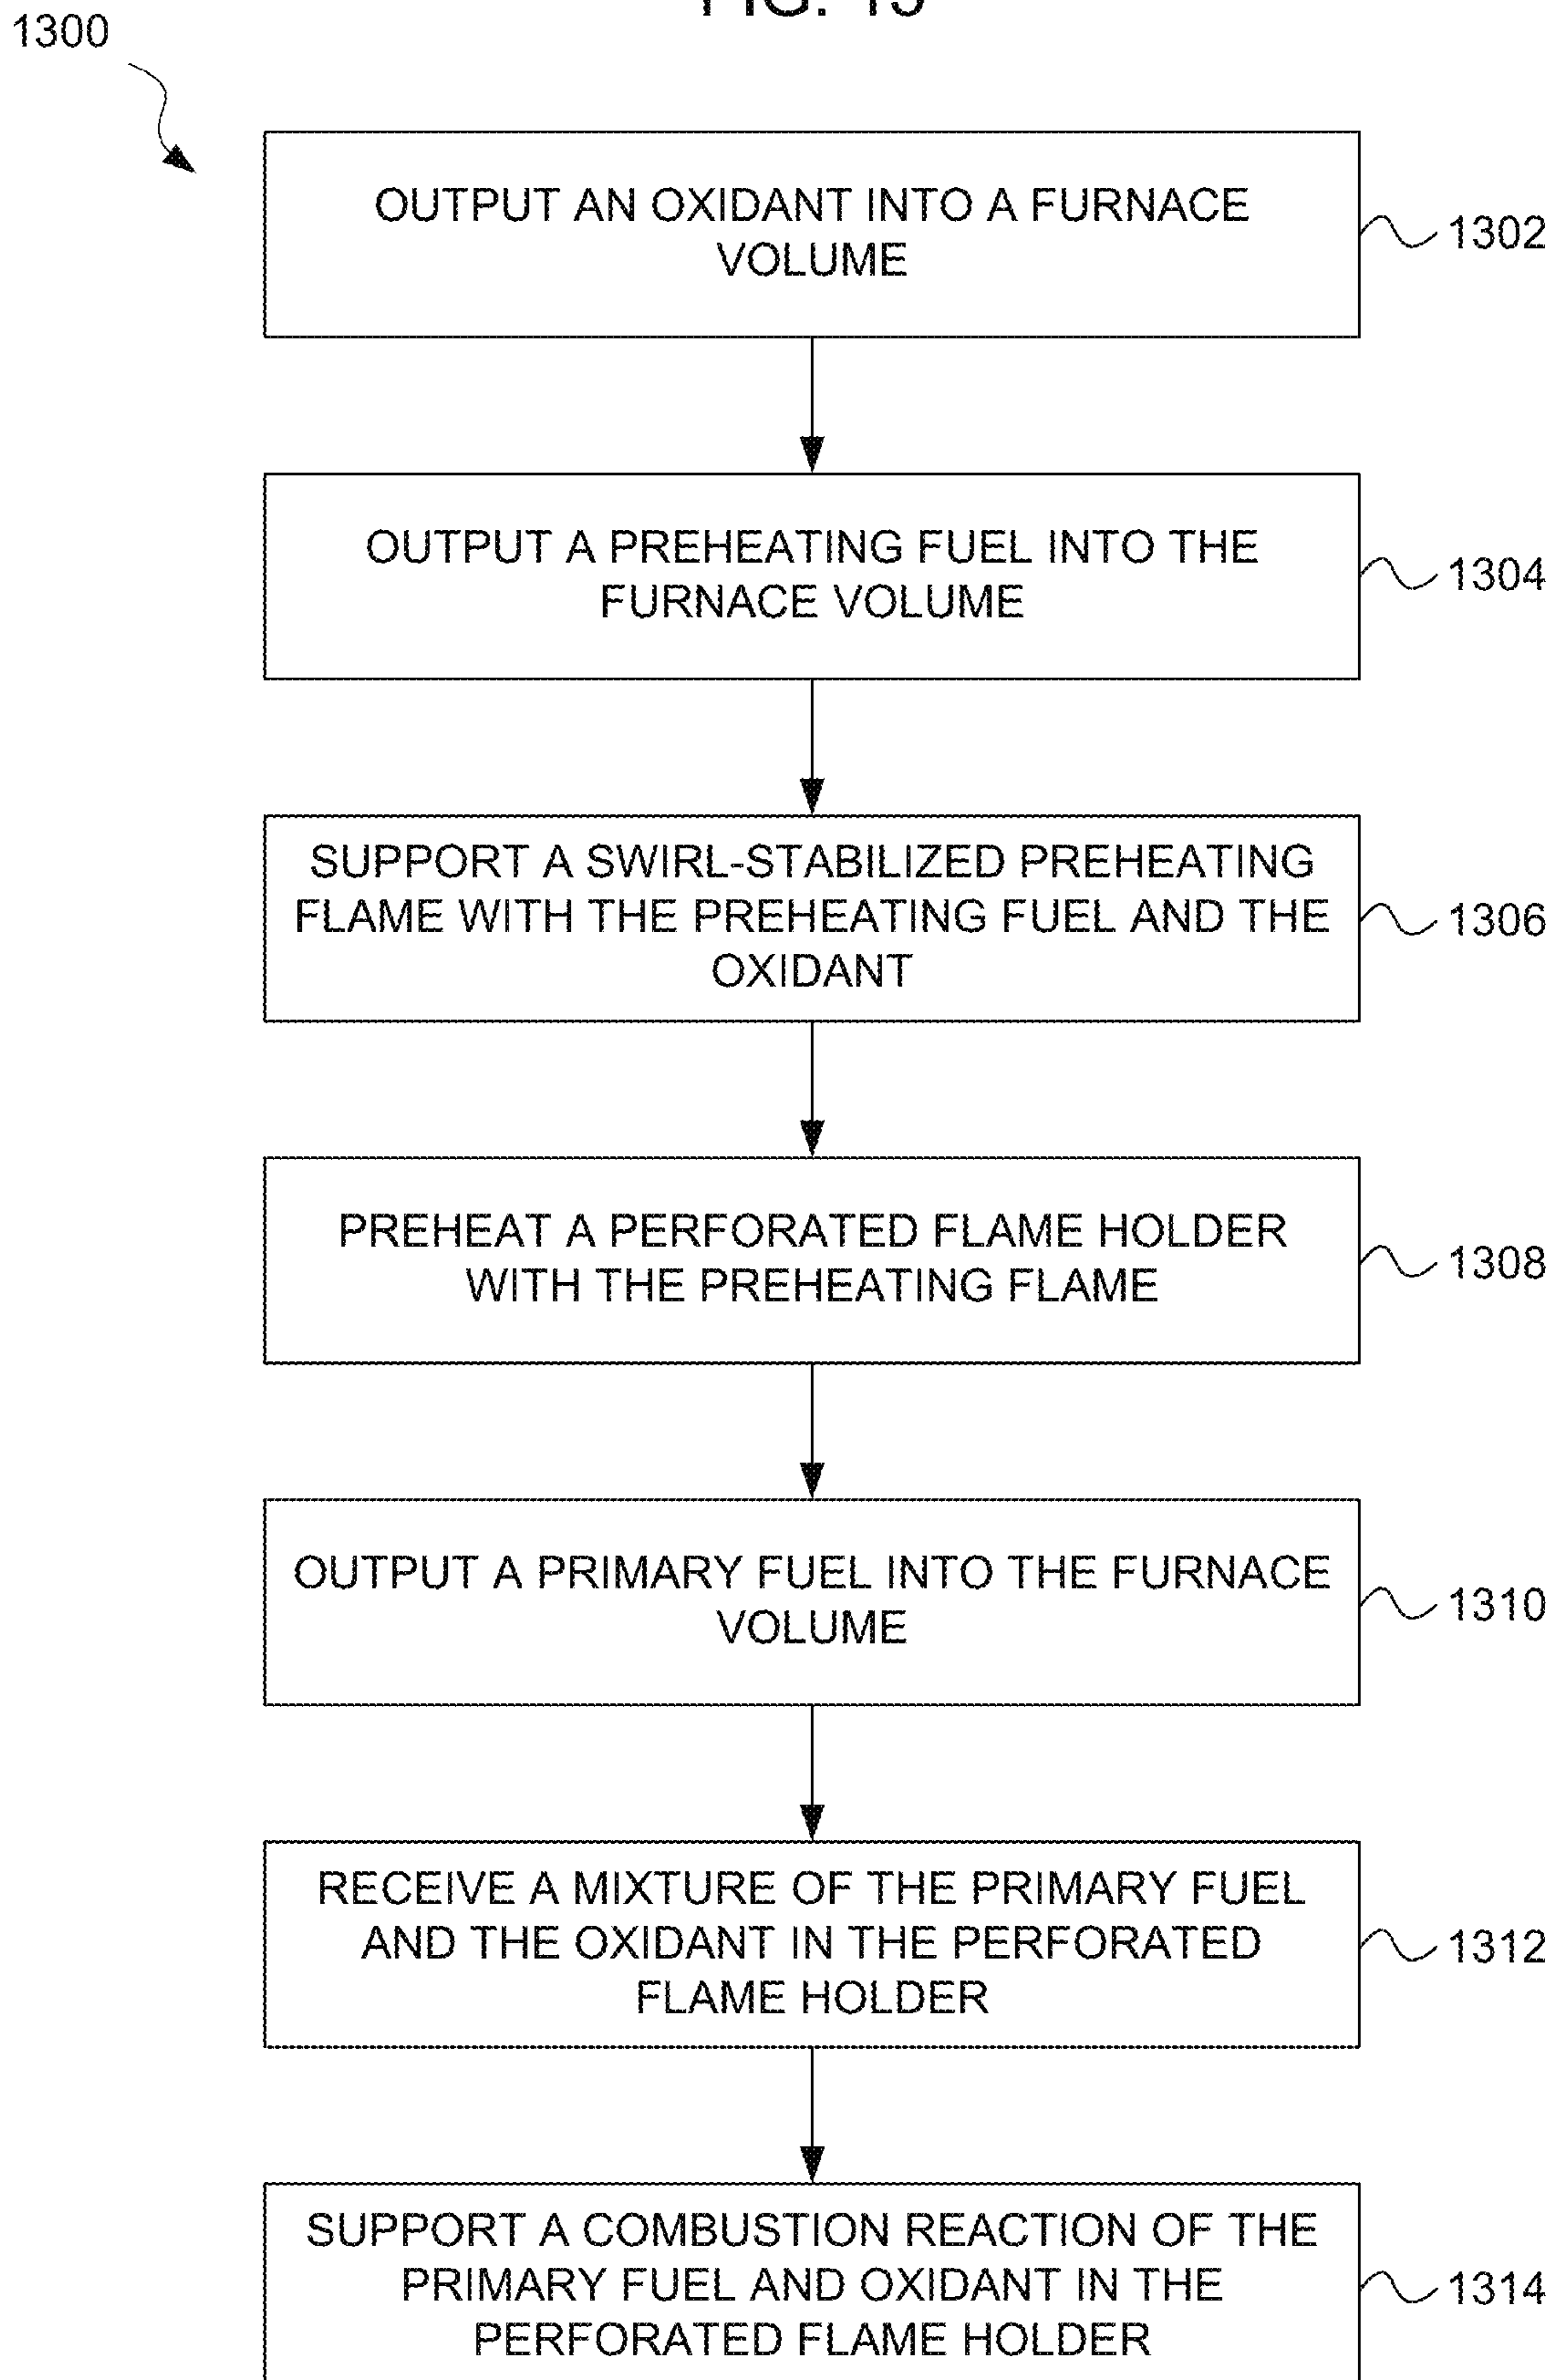 FIG. 13
1300
OUTPUT AN OXIDANT INTO A FURNACE
VOLUME
1302
OUTPUT A PREHEATING FUEL INTO THE
FURNACE VOLUME
1304
SUPPORT A SWIRL-STABILIZED PREHEATING
FLAME WITH THE PREHEATING FUEL AND THE
OXIDANT
1306
PREHEAT A PERFORATED FLAME HOLDER
WITH THE PREHEATING FLAME
1308
OUTPUT A PRIMARY FUEL INTO THE FURNACE
VOLUME
1310
RECEIVE A MIXTURE OF THE PRIMARY FUEL
AND THE OXIDANT IN THE PERFORATED
FLAME HOLDER
1312
SUPPORT A COMBUSTION REACTION OF THE
PRIMARY FUEL AND OXIDANT IN THE
PERFORATED FLAME HOLDER
1314